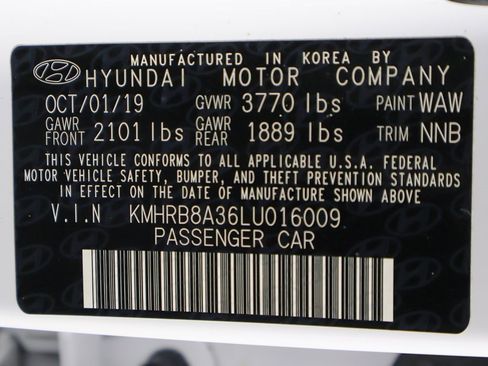 MANUFACTURED IN KOREA BY
HYUNDAI MOTOR COMPANY
OCT/01/19 GVWR 3770 lbs PAINT WAW
GAWR FRONT 2101 lbs GAWR REAR 1889 lbs TRIM NNB
THIS VEHICLE CONFORMS TO ALL APPLICABLE U.S.A. FEDERAL
MOTOR VEHICLE SAFETY, BUMPER, AND THEFT PREVENTION STANDARDS
IN EFFECT ON THE DATE OF MANUFACTURE SHOWN ABOVE
V.I.N KMHRB8A36LU016009
PASSENGER CAR